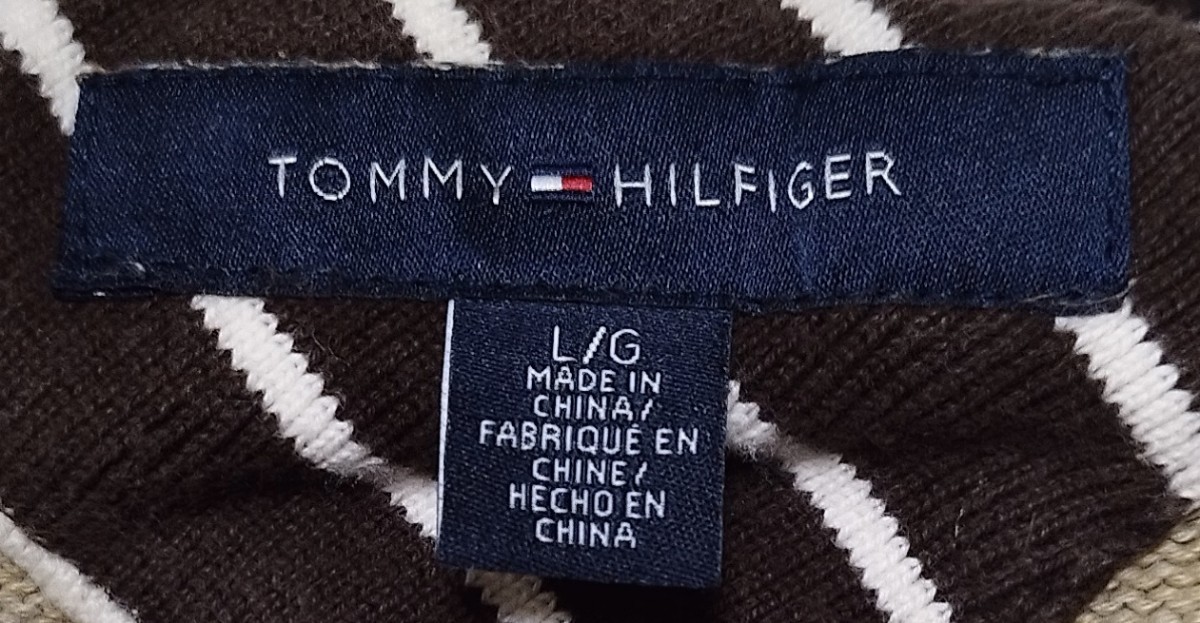 TOMMY HILFIGER
L/G
MADE IN
CHINA/
FABRIQUÉ EN
CHINE/
HECHO EN
CHINA